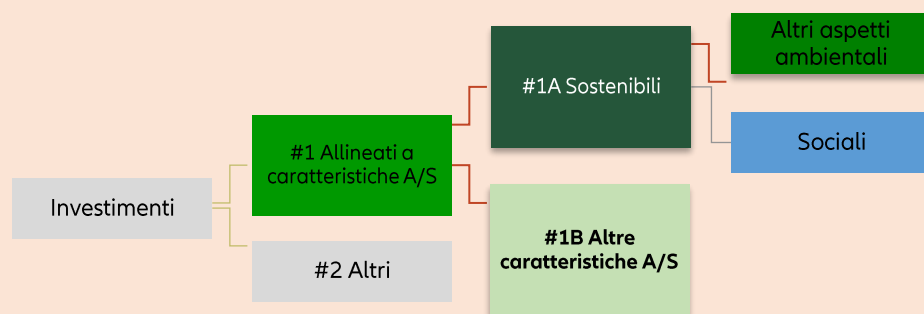 Investimenti
#1 Allineati a
caratteristiche A/S
#2 Altri
#1A Sostenibili
#1B Altre
caratteristiche A/S
Altri aspetti
ambientali
Sociali